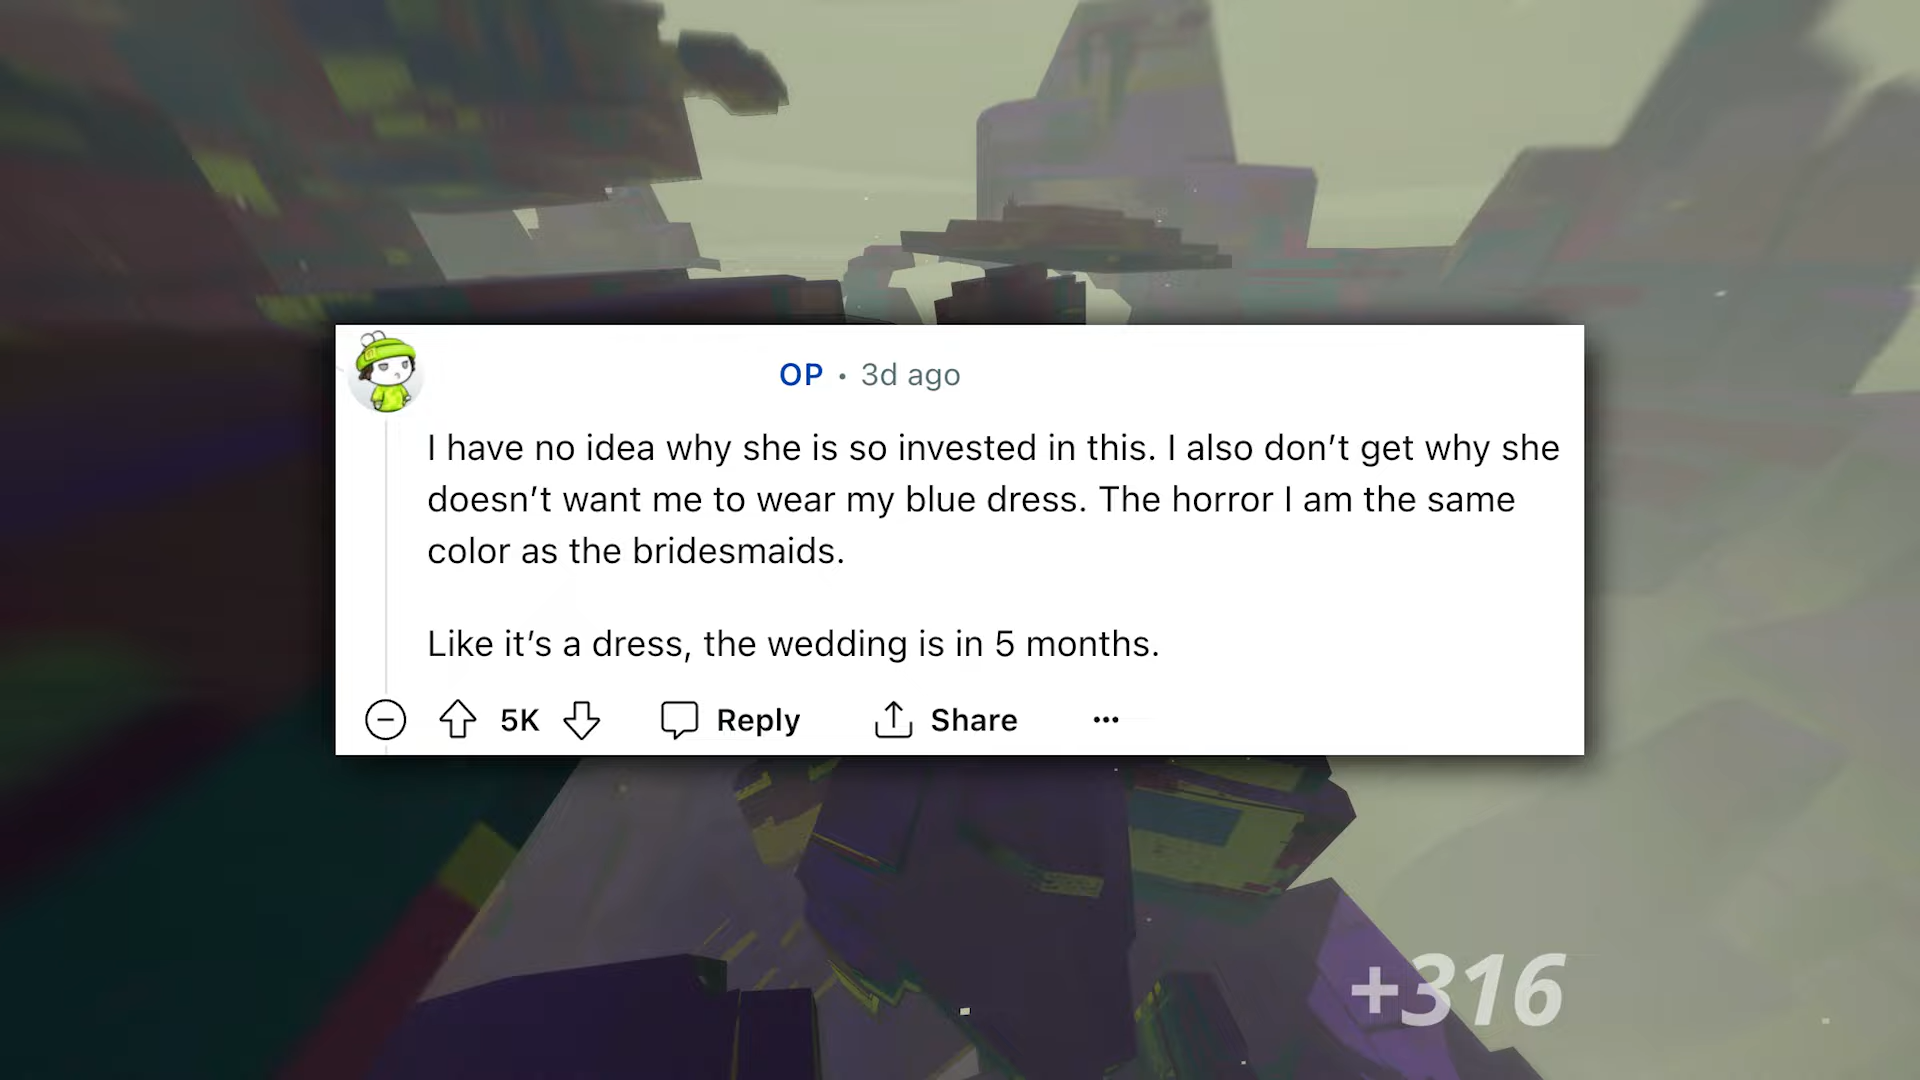 OP • 3d ago
I have no idea why she is so invested in this. I also don’t get why she
doesn’t want me to wear my blue dress. The horror I am the same
color as the bridesmaids.
Like it’s a dress, the wedding is in 5 months.
5K Reply Share
+316